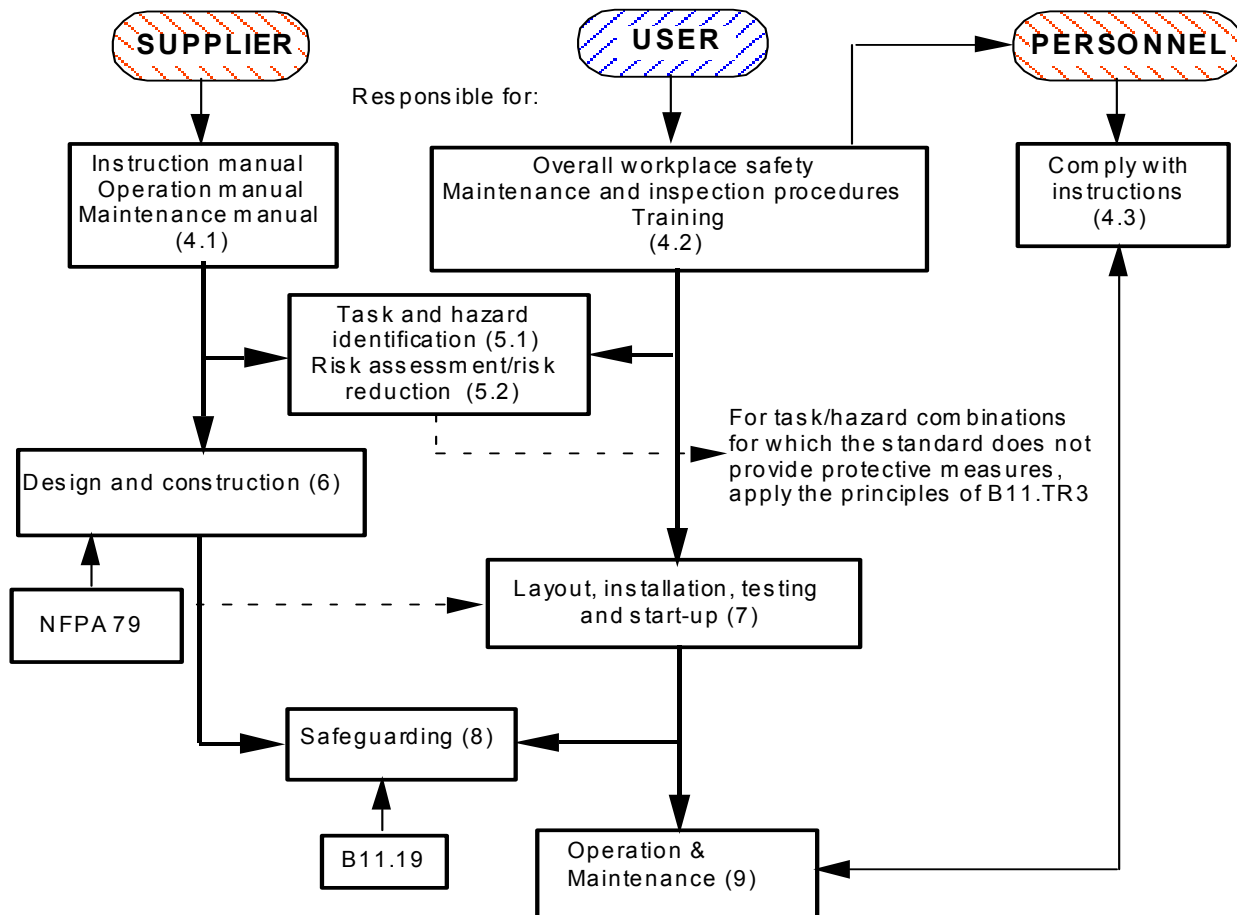 SUPPLIER
USER
PERSONNEL
Responsible for:
Instruction manual
Operation manual
Maintenance manual
(4.1)
Overall workplace safety
Maintenance and inspection procedures
Training
(4.2)
Comply with
instructions
(4.3)
Task and hazard
identification (5.1)
Risk assessment/risk
reduction (5.2)
For task/hazard combinations
for which the standard does not
provide protective measures,
apply the principles of B11.TR3
Design and construction (6)
NFPA 79
Layout, installation, testing
and start-up (7)
Safeguarding (8)
B11.19
Operation &
Maintenance (9)